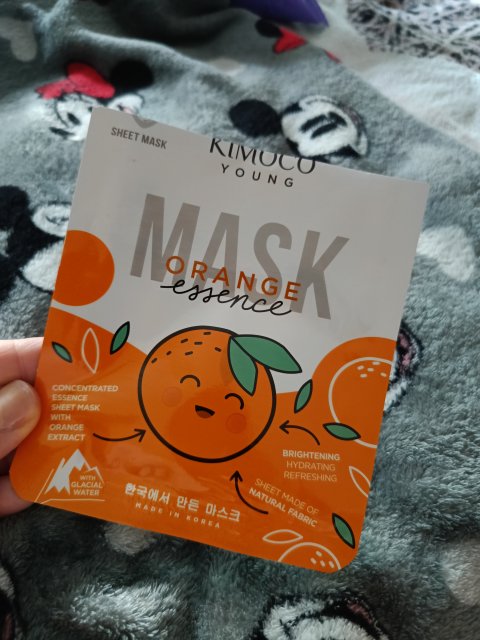 SHEET MASK
KIMOCO
YOUNG
MASK
ORANGE
essence
CONCENTRATED
ESSENCE
SHEET MASK
WITH
ORANGE
EXTRACT
BRIGHTENING
HYDRATING
REFRESHING
SHEET MADE OF
NATURAL FABRIC
WITH
GLACIAL
WATER
한국에서 만든 마스크
MADE IN KOREA